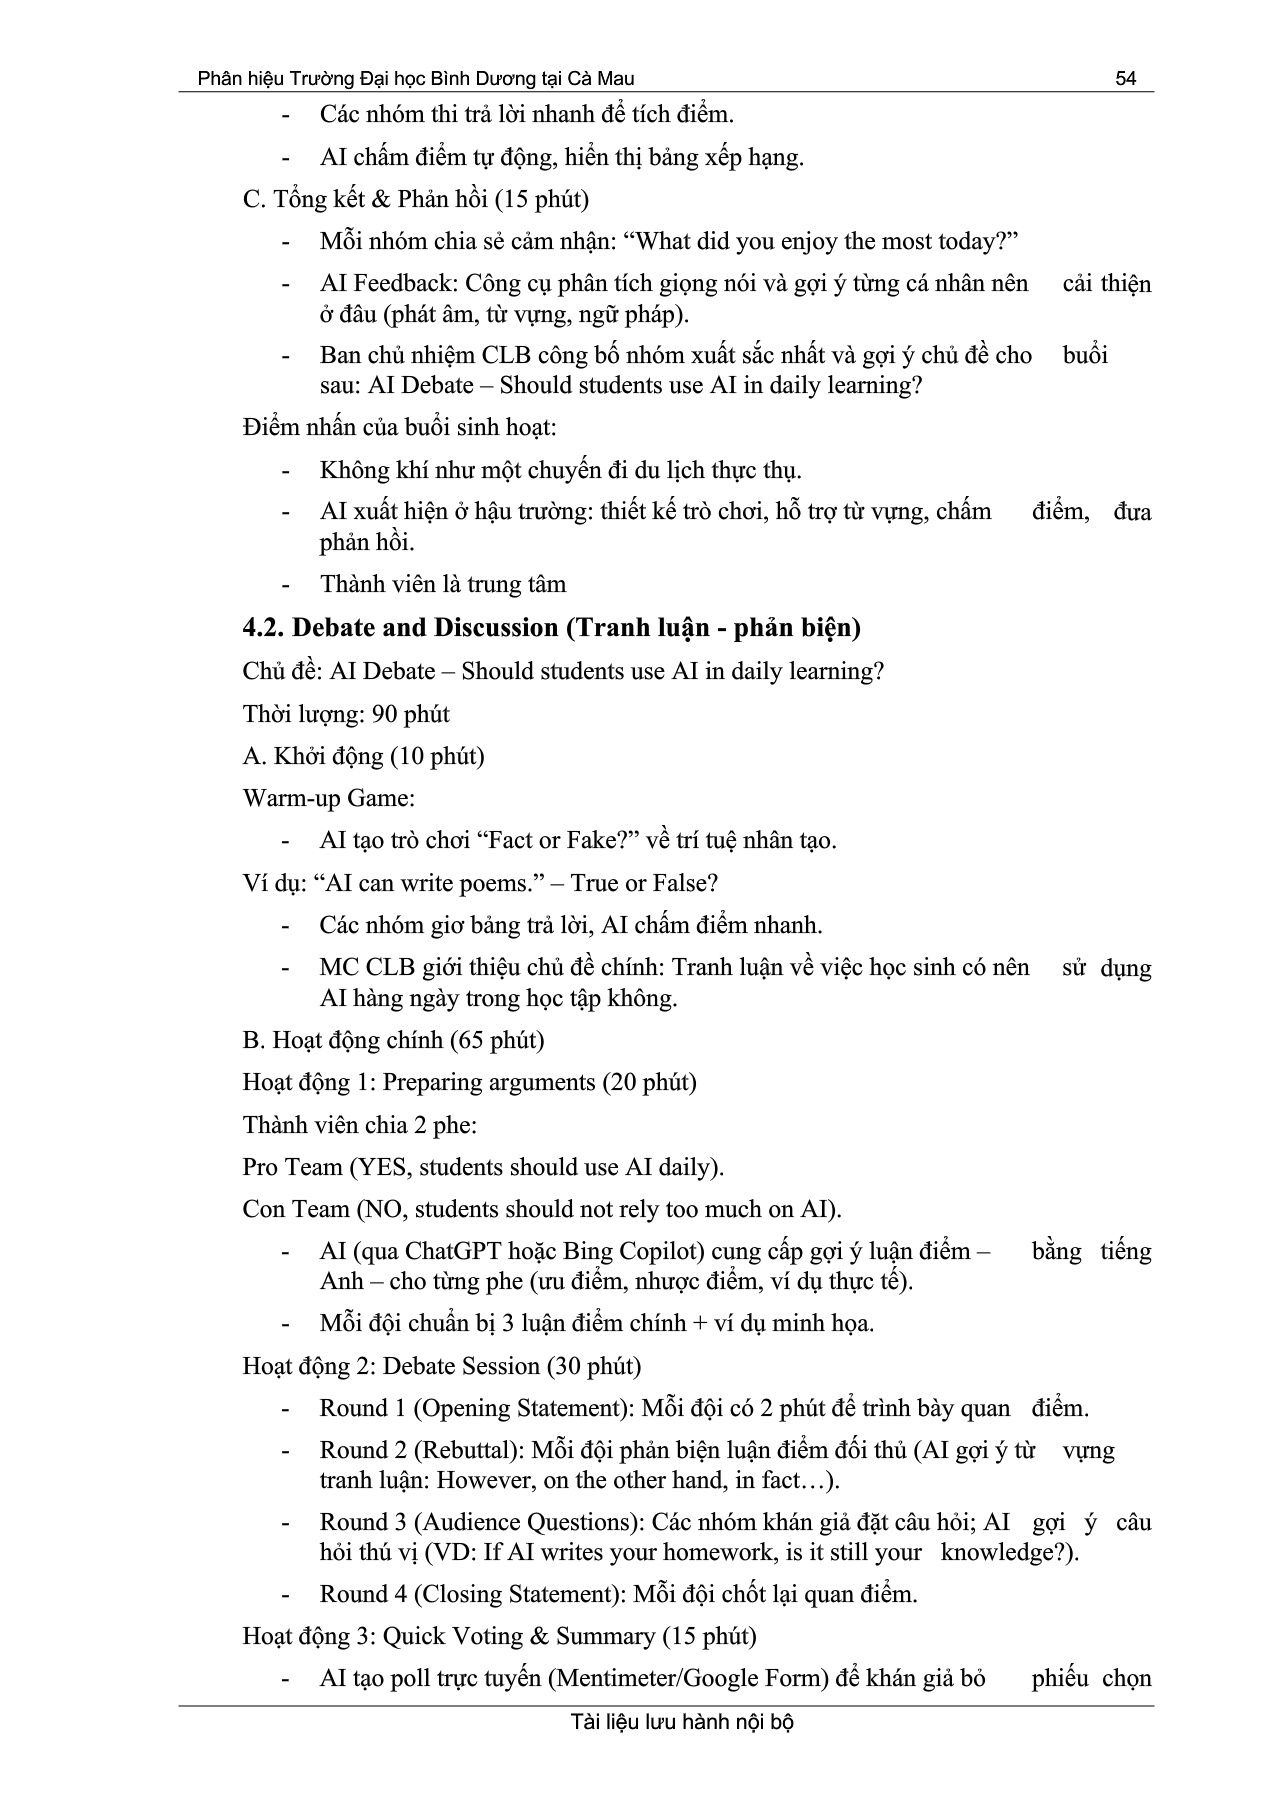 Phân hiệu Trường Đại học Bình Dương tại Cà Mau 54
- Các nhóm thi trả lời nhanh để tích điểm.
- AI chấm điểm tự động, hiển thị bảng xếp hạng.
C. Tổng kết & Phản hồi (15 phút)
- Mỗi nhóm chia sẻ cảm nhận: “What did you enjoy the most today?”
- AI Feedback: Công cụ phân tích giọng nói và gợi ý từng cá nhân nên cải thiện
ở đâu (phát âm, từ vựng, ngữ pháp).
- Ban chủ nhiệm CLB công bố nhóm xuất sắc nhất và gợi ý chủ đề cho buổi
sau: AI Debate – Should students use AI in daily learning?
Điểm nhấn của buổi sinh hoạt:
- Không khí như một chuyến đi du lịch thực thụ.
- AI xuất hiện ở hậu trường: thiết kế trò chơi, hỗ trợ từ vựng, chấm điểm, đưa
phản hồi.
- Thành viên là trung tâm
4.2. Debate and Discussion (Tranh luận - phản biện)
Chủ đề: AI Debate – Should students use AI in daily learning?
Thời lượng: 90 phút
A. Khởi động (10 phút)
Warm-up Game:
- AI tạo trò chơi “Fact or Fake?” về trí tuệ nhân tạo.
Ví dụ: “AI can write poems.” – True or False?
- Các nhóm giơ bảng trả lời, AI chấm điểm nhanh.
- MC CLB giới thiệu chủ đề chính: Tranh luận về việc học sinh có nên sử dụng
AI hàng ngày trong học tập không.
B. Hoạt động chính (65 phút)
Hoạt động 1: Preparing arguments (20 phút)
Thành viên chia 2 phe:
Pro Team (YES, students should use AI daily).
Con Team (NO, students should not rely too much on AI).
- AI (qua ChatGPT hoặc Bing Copilot) cung cấp gợi ý luận điểm – bằng tiếng
Anh – cho từng phe (ưu điểm, nhược điểm, ví dụ thực tế).
- Mỗi đội chuẩn bị 3 luận điểm chính + ví dụ minh họa.
Hoạt động 2: Debate Session (30 phút)
- Round 1 (Opening Statement): Mỗi đội có 2 phút để trình bày quan điểm.
- Round 2 (Rebuttal): Mỗi đội phản biện luận điểm đối thủ (AI gợi ý từ vựng
tranh luận: However, on the other hand, in fact…).
- Round 3 (Audience Questions): Các nhóm khán giả đặt câu hỏi; AI gợi ý câu
hỏi thú vị (VD: If AI writes your homework, is it still your knowledge?).
- Round 4 (Closing Statement): Mỗi đội chốt lại quan điểm.
Hoạt động 3: Quick Voting & Summary (15 phút)
- AI tạo poll trực tuyến (Mentimeter/Google Form) để khán giả bỏ phiếu chọn
Tài liệu lưu hành nội bộ